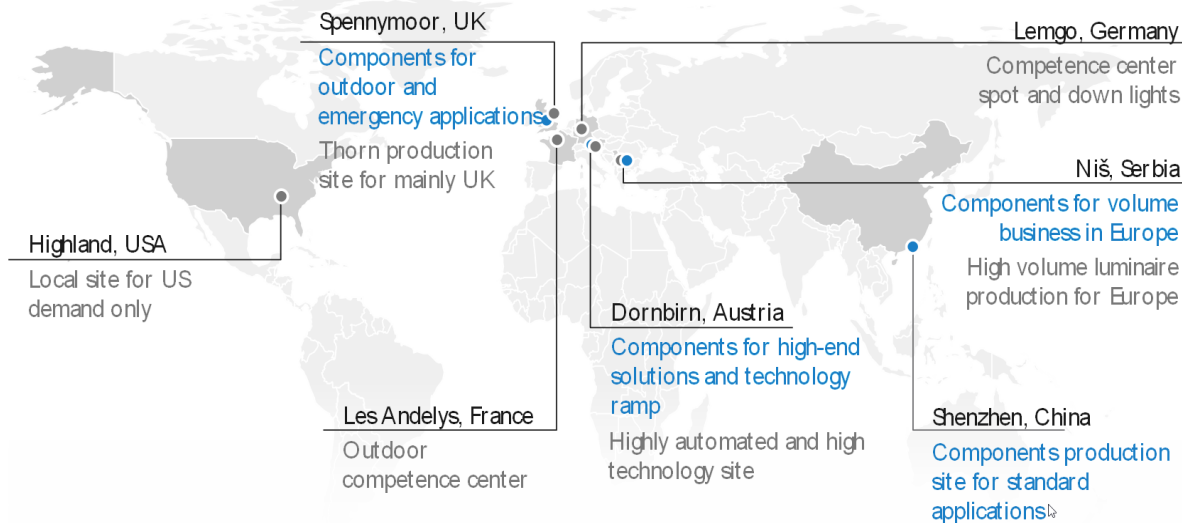 Spennymoor, UK
Components for
outdoor and
emergency applications
Thorn production
site for mainly UK
Lemgo, Germany
Competence center
spot and down lights
Niš, Serbia
Components for volume
business in Europe
High volume luminaire
production for Europe
Highland, USA
Local site for US
demand only
Dornbirn, Austria
Components for high-end
solutions and technology
ramp
Highly automated and high
technology site
Les Andelys, France
Outdoor
competence center
Shenzhen, China
Components production
site for standard
applications